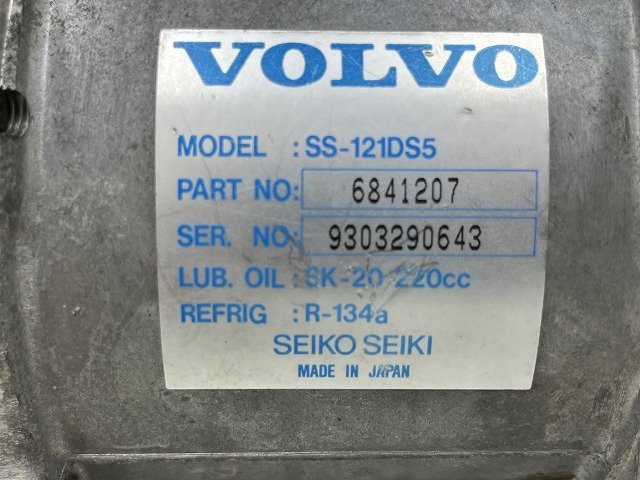 VOLVO
MODEL : SS-121DS5
PART NO: 6841207
SER. NO: 9303290643
LUB. OIL : SK-20 220cc
REFRIG : R-134a
SEIKO SEIKI
MADE IN JAPAN